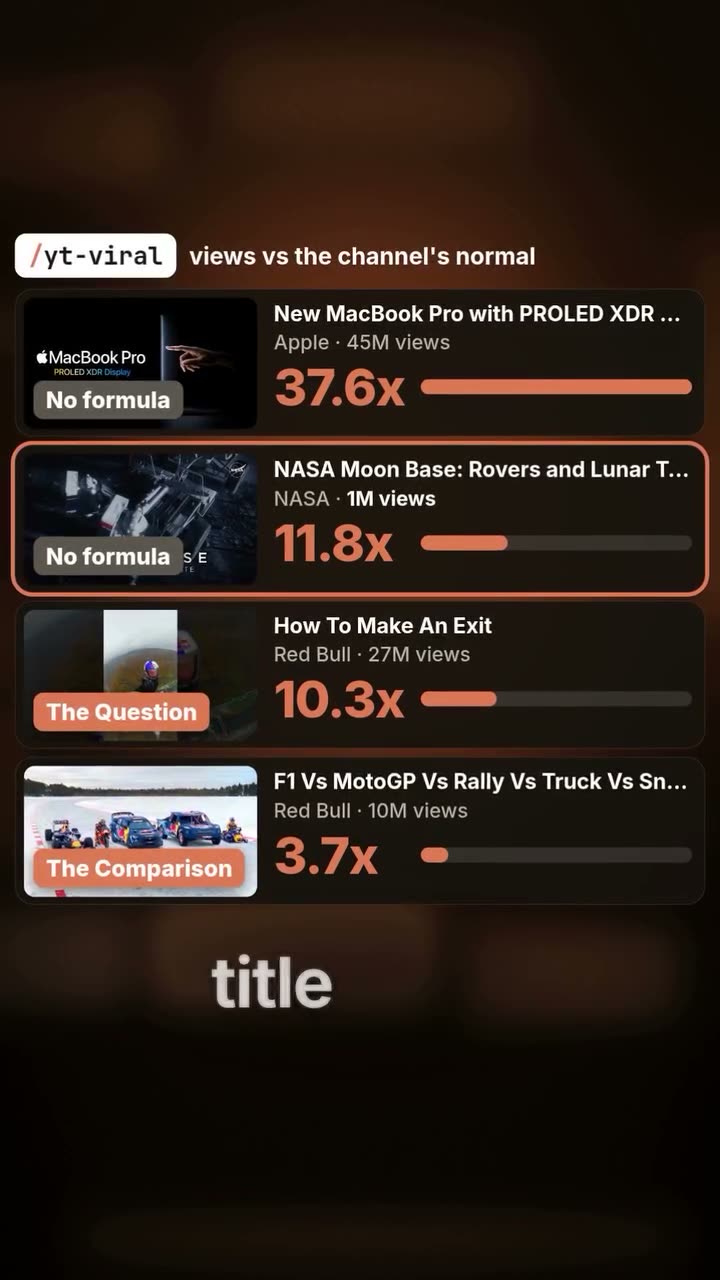 /yt-viral views vs the channel's normal
MacBook Pro
PROLED XDR Display
No formula
New MacBook Pro with PROLED XDR ...
Apple · 45M views
37.6x
No formula
S E
NASA Moon Base: Rovers and Lunar T...
NASA · 1M views
11.8x
The Question
How To Make An Exit
Red Bull · 27M views
10.3x
The Comparison
F1 Vs MotoGP Vs Rally Vs Truck Vs Sn...
Red Bull · 10M views
3.7x
title